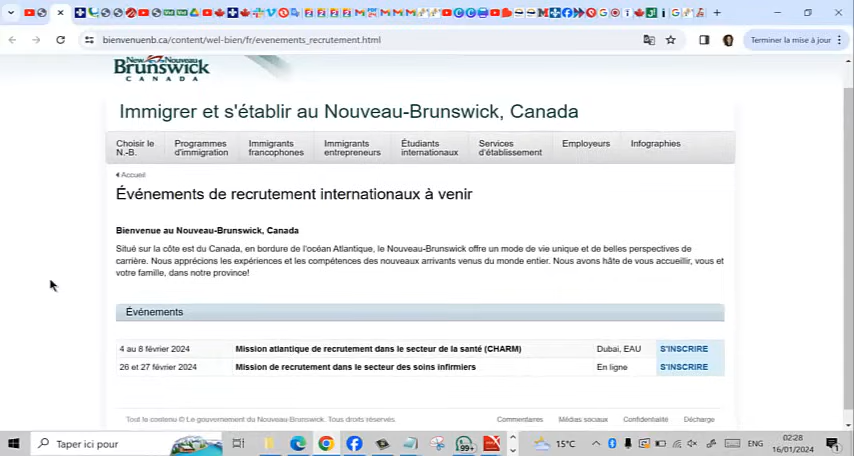 bienvenuenb.ca/content/wel-bien/fr/evenements_recrutement.html
Terminer la mise à jour
New Nouveau
Brunswick
CANADA
Immigrer et s'établir au Nouveau-Brunswick, Canada
Choisir le N.-B.
Programmes d'immigration
Immigrants francophones
Immigrants entrepreneurs
Étudiants internationaux
Services d'établissement
Employeurs
Infographies
Accueil
Événements de recrutement internationaux à venir
Bienvenue au Nouveau-Brunswick, Canada
Situé sur la côte est du Canada, en bordure de l'océan Atlantique, le Nouveau-Brunswick offre un mode de vie unique et de belles perspectives de
carrière. Nous apprécions les expériences et les compétences des nouveaux arrivants venus du monde entier. Nous avons hâte de vous accueillir, vous et
votre famille, dans notre province!
Événements
4 au 8 février 2024 Mission atlantique de recrutement dans le secteur de la santé (CHARM) Dubai, EAU S'INSCRIRE
26 et 27 février 2024 Mission de recrutement dans le secteur des soins infirmiers En ligne S'INSCRIRE
Tout le contenu © Le gouvernement du Nouveau-Brunswick. Tous droits réservés. Commentaires Médias sociaux Confidentialité Décharge
Taper ici pour
99+
15°C
ENG
02:28
16/01/2024